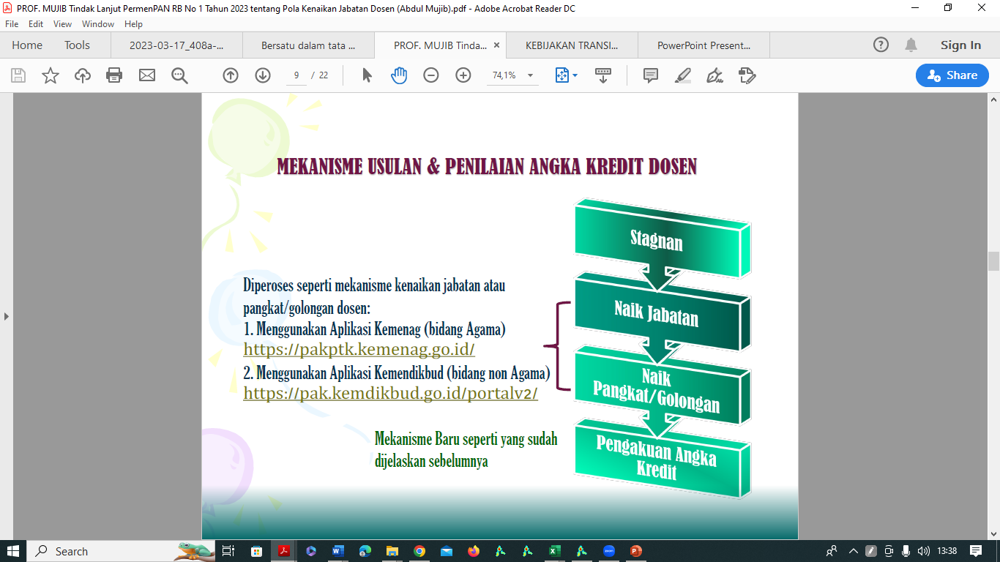 PROF. MUJIB Tindak Lanjut PermenPAN RB No 1 Tahun 2023 tentang Pola Kenaikan Jabatan Dosen (Abdul Mujib).pdf - Adobe Acrobat Reader DC
File Edit View Window Help
Home Tools 2023-03-17_408a-... Bersatu dalam tata ... PROF. MUJIB Tinda... × KEBIJAKAN TRANSI... PowerPoint Present... Sign In
9 / 22 74,1% Share
MEKANISME USULAN & PENILAIAN ANGKA KREDIT DOSEN
Stagnan
Naik Jabatan
Naik
Pangkat/Golongan
Pengakuan Angka
Kredit
Diperoses seperti mekanisme kenaikan jabatan atau
pangkat/golongan dosen:
1. Menggunakan Aplikasi Kemenag (bidang Agama)
https://pakptk.kemenag.go.id/
2. Menggunakan Aplikasi Kemendikbud (bidang non Agama)
https://pak.kemdikbud.go.id/portalv2/
Mekanisme Baru seperti yang sudah
dijelaskan sebelumnya
Search 13:38